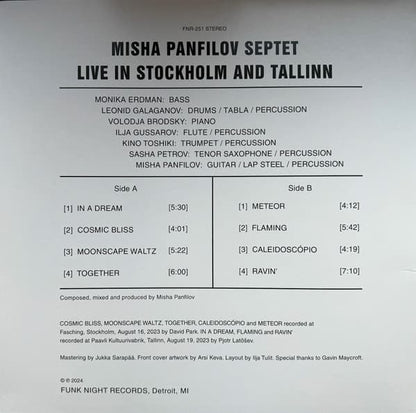 FNR-251 STEREO
MISHA PANFILOV SEPTET
LIVE IN STOCKHOLM AND TALLINN
MONIKA ERDMAN: BASS
LEONID GALAGANOV: DRUMS / TABLA / PERCUSSION
VOLODJA BRODSKY: PIANO
ILJA GUSSAROV: FLUTE / PERCUSSION
KINO TOSHIKI: TRUMPET / PERCUSSION
SASHA PETROV: TENOR SAXOPHONE / PERCUSSION
MISHA PANFILOV: GUITAR / LAP STEEL / PERCUSSION
Side A
[1] IN A DREAM [5:30]
[2] COSMIC BLISS [4:01]
[3] MOONSCAPE WALTZ [5:22]
[4] TOGETHER [6:00]
Side B
[1] METEOR [4:12]
[2] FLAMING [5:42]
[3] CALEIDOSCÓPIO [4:19]
[4] RAVIN' [7:10]
Composed, mixed and produced by Misha Panfilov
COSMIC BLISS, MOONSCAPE WALTZ, TOGETHER, CALEIDOSCÓPIO and METEOR recorded at
Fasching, Stockholm, August 16, 2023 by David Park. IN A DREAM, FLAMING and RAVIN'
recorded at Paavli Kultuurivabrik, Tallinn, August 19, 2023 by Pjotr Latõšev.
Mastering by Jukka Sarapää. Front cover artwork by Arsi Keva. Layout by Ilja Tulit. Special thanks to Gavin Maycroft.
© ℗ 2024
FUNK NIGHT RECORDS, Detroit, MI